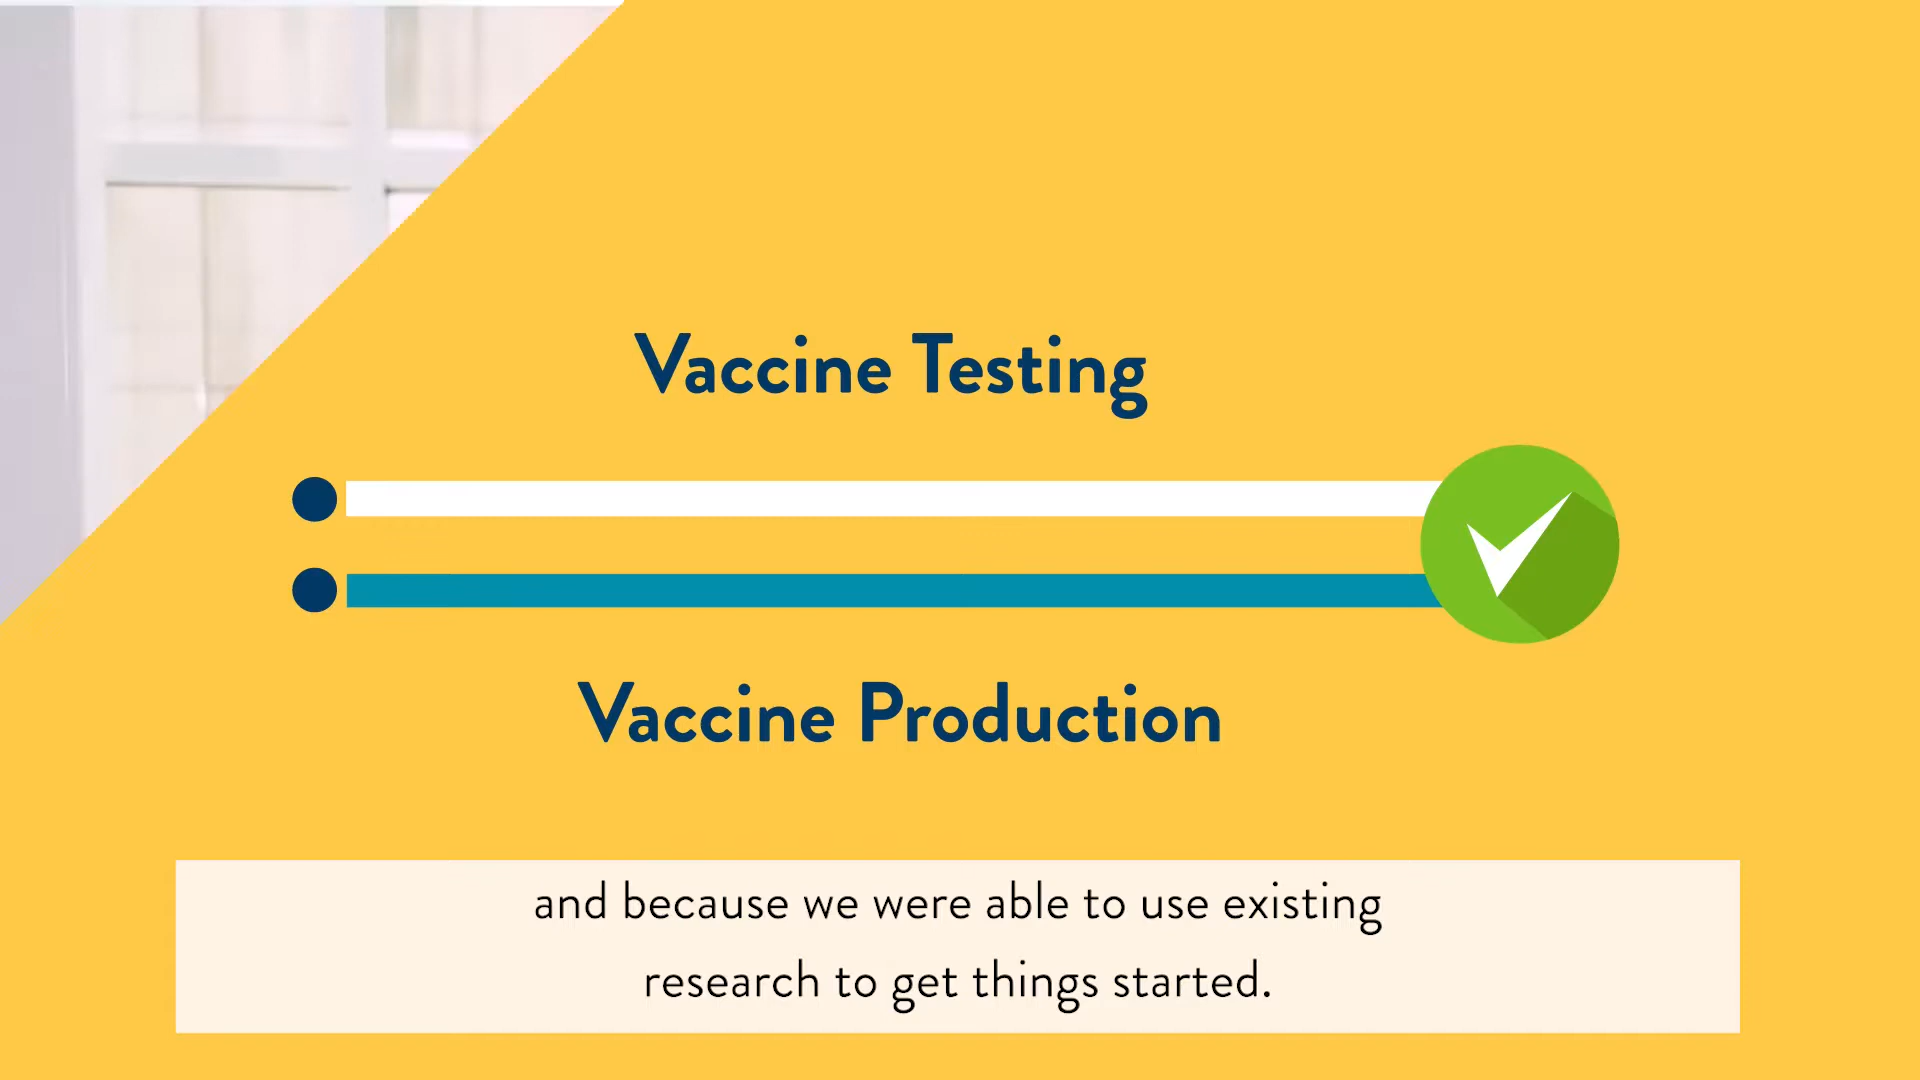 Vaccine Testing
Vaccine Production
and because we were able to use existing
research to get things started.